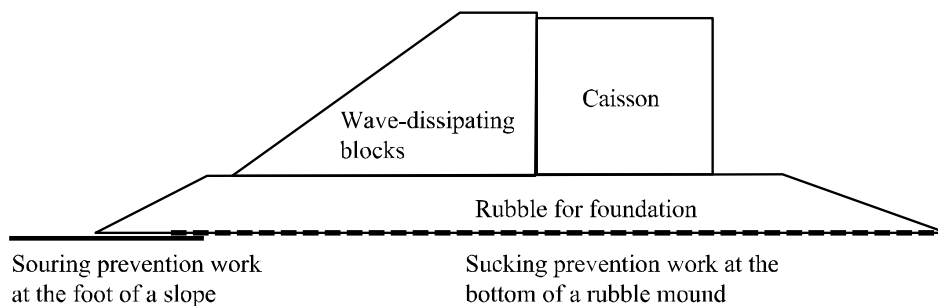 Caisson
Wave-dissipating
blocks
Rubble for foundation
Souring prevention work
at the foot of a slope
Sucking prevention work at the
bottom of a rubble mound